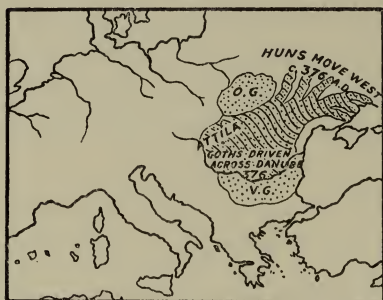 HUNS MOVE WEST
C. 376 A.D.
O.G.
ATTILA
GOTHS-DRIVEN
ACROSS-DANUBE
376
V.G.